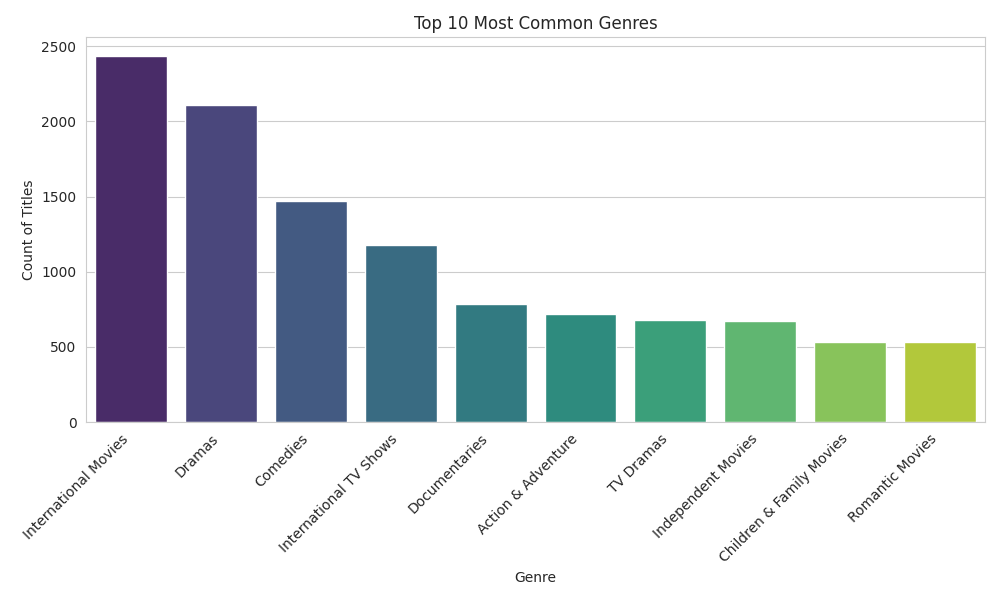 Top 10 Most Common Genres
Count of Titles
2500
2000
1500
1000
500
0
International Movies
Dramas
Comedies
International TV Shows
Documentaries
Action & Adventure
TV Dramas
Independent Movies
Children & Family Movies
Romantic Movies
Genre